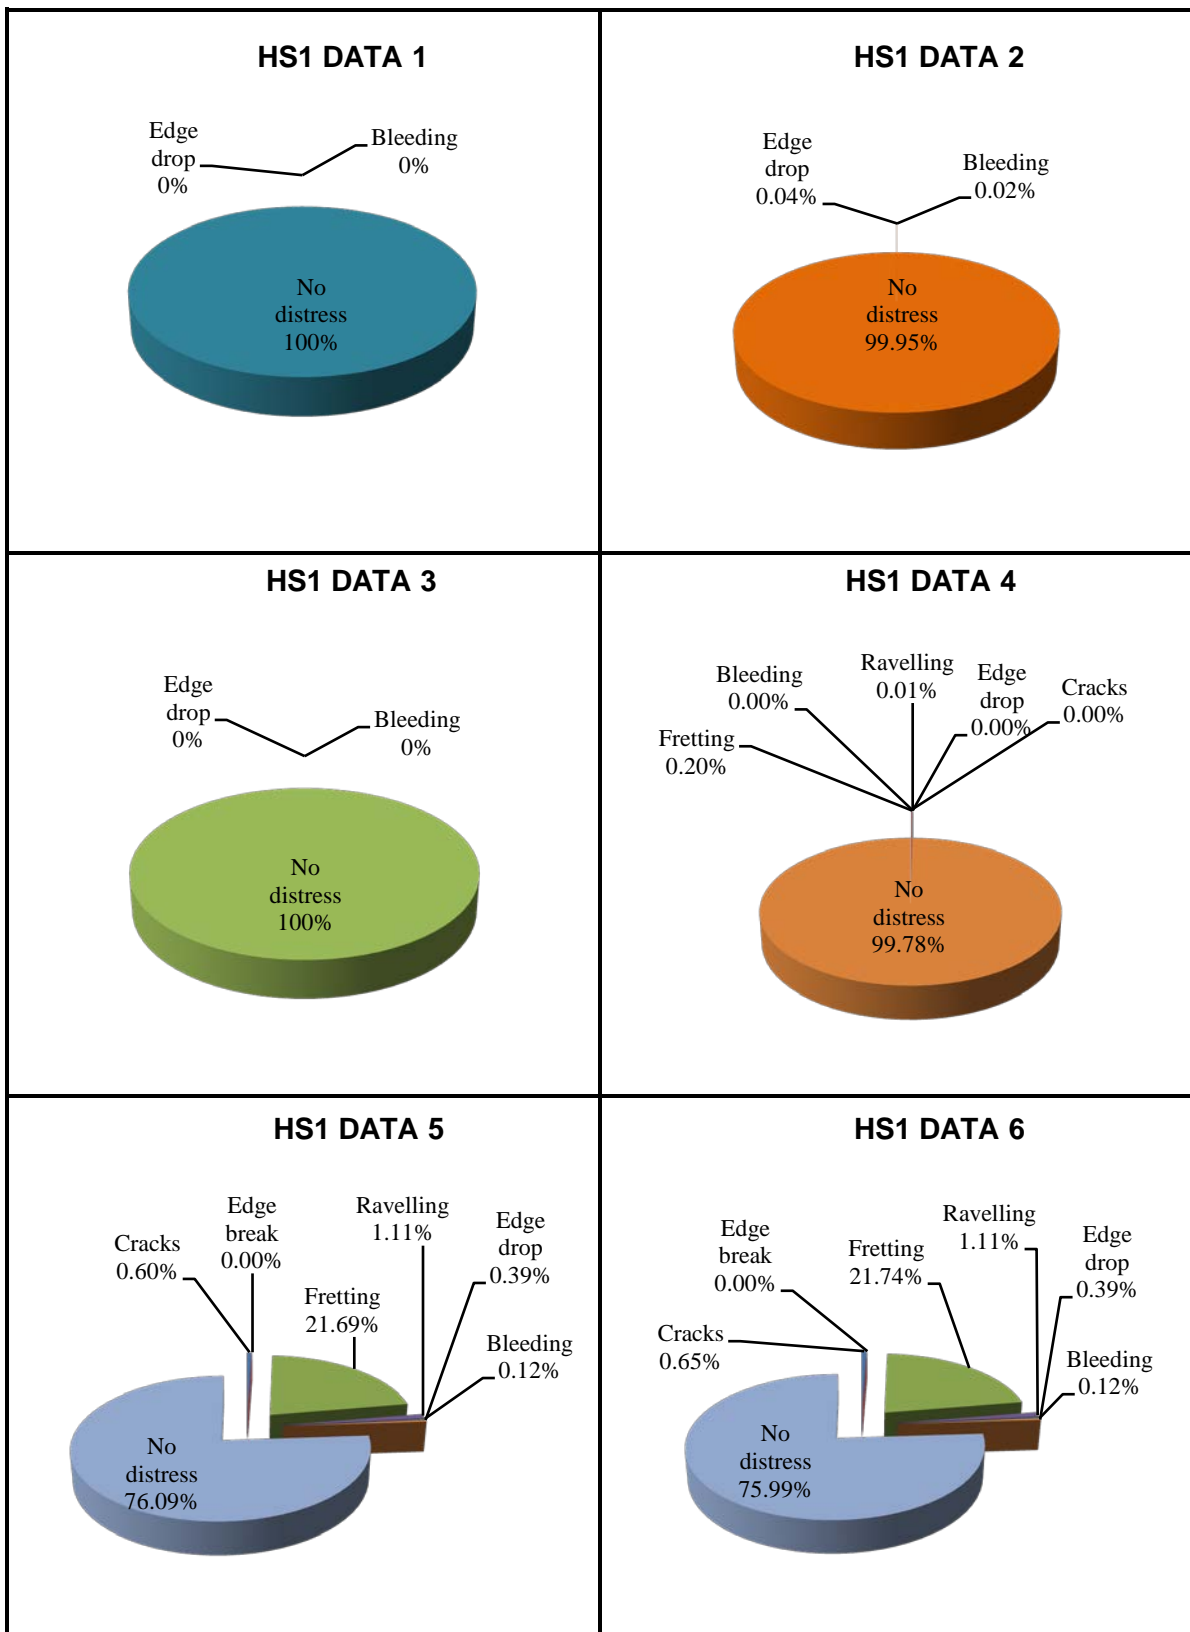 HS1 DATA 1
Edge
drop
0%
Bleeding
0%
No
distress
100%
HS1 DATA 2
Edge
drop
0.04%
Bleeding
0.02%
No
distress
99.95%
HS1 DATA 3
Edge
drop
0%
Bleeding
0%
No
distress
100%
HS1 DATA 4
Fretting
0.20%
Bleeding
0.00%
Ravelling
0.01%
Edge
drop
0.00%
Cracks
0.00%
No
distress
99.78%
HS1 DATA 5
Cracks
0.60%
Edge
break
0.00%
Fretting
21.69%
Ravelling
1.11%
Edge
drop
0.39%
Bleeding
0.12%
No
distress
76.09%
HS1 DATA 6
Cracks
0.65%
Edge
break
0.00%
Fretting
21.74%
Ravelling
1.11%
Edge
drop
0.39%
Bleeding
0.12%
No
distress
75.99%